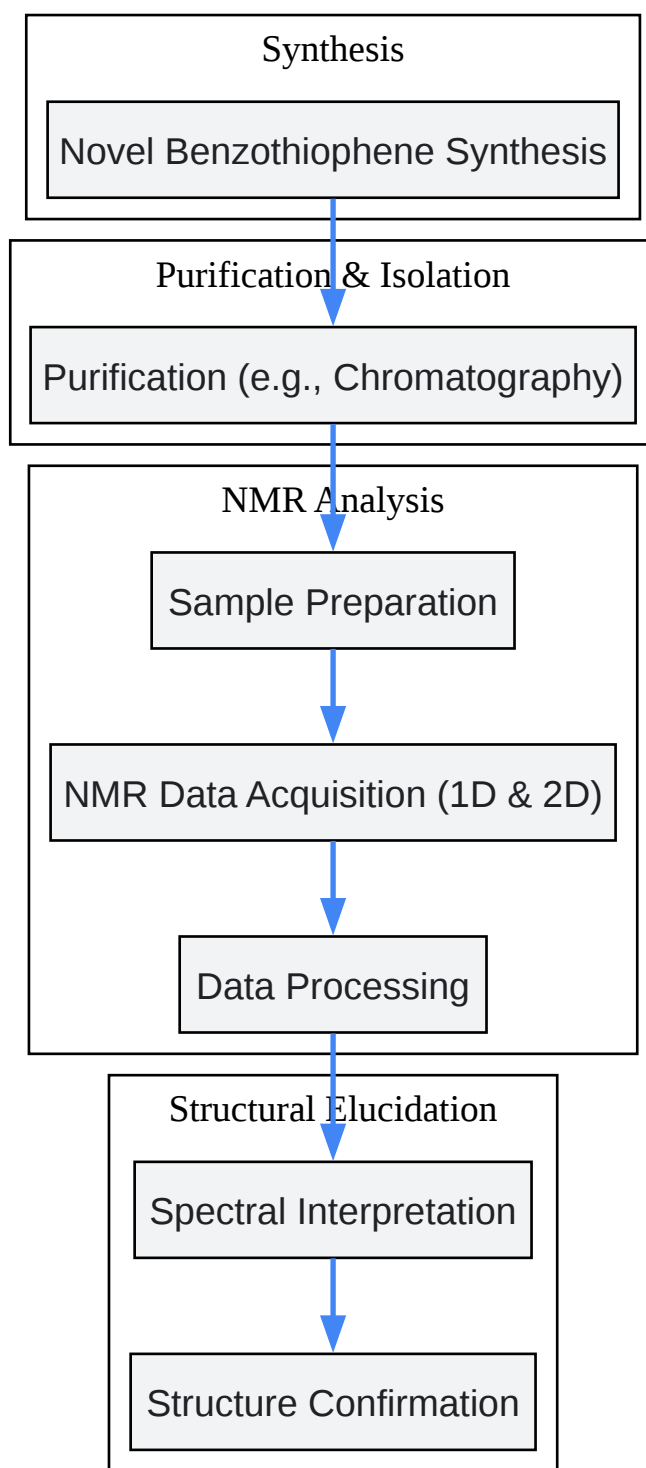 Synthesis
Novel Benzothiophene Synthesis
Purification & Isolation
Purification (e.g., Chromatography)
NMR Analysis
Sample Preparation
NMR Data Acquisition (1D & 2D)
Data Processing
Structural Elucidation
Spectral Interpretation
Structure Confirmation